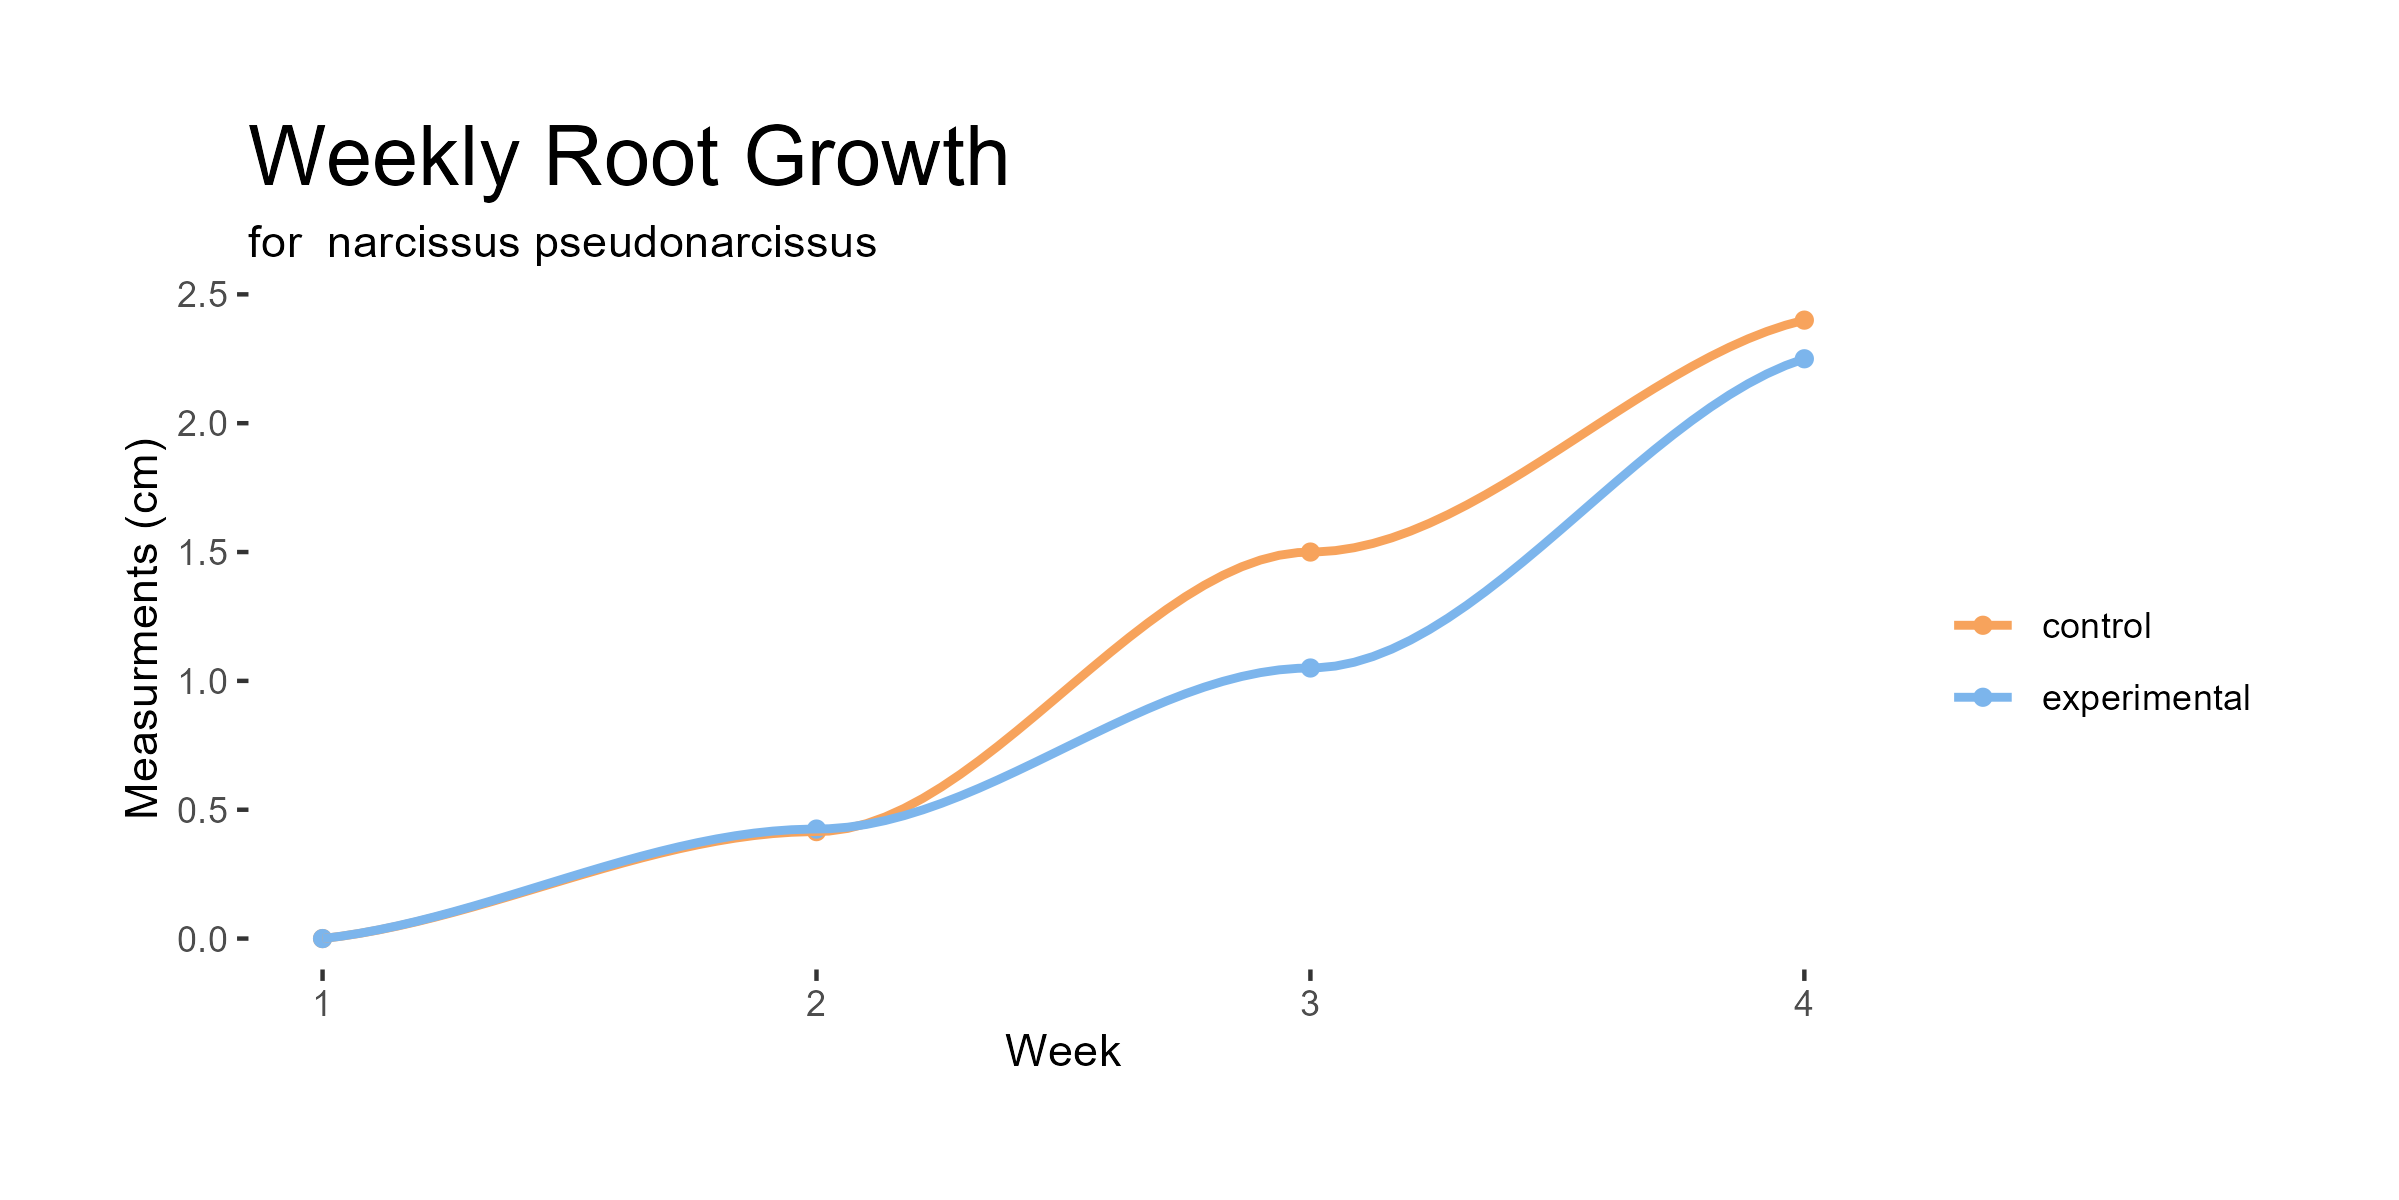 Weekly Root Growth
for  narcissus pseudonarcissus
Measurments (cm)
2.5
2.0
1.5
1.0
0.5
0.0
1 2 3 4
Week
control
experimental